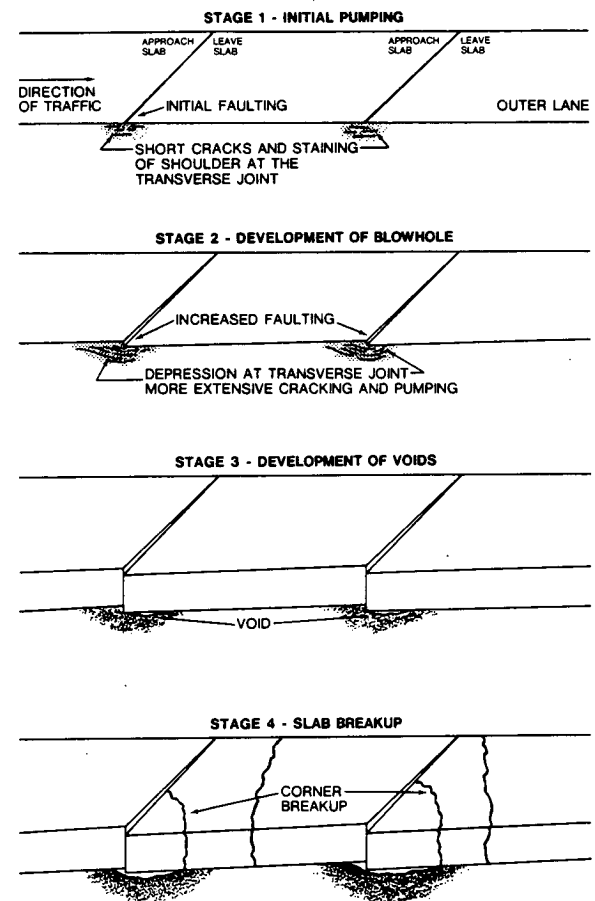 STAGE 1 - INITIAL PUMPING
APPROACH SLAB
LEAVE SLAB
APPROACH SLAB
LEAVE SLAB
DIRECTION
OF TRAFFIC
INITIAL FAULTING
OUTER LANE
SHORT CRACKS AND STAINING
OF SHOULDER AT THE
TRANSVERSE JOINT
STAGE 2 - DEVELOPMENT OF BLOWHOLE
INCREASED FAULTING
DEPRESSION AT TRANSVERSE JOINT
MORE EXTENSIVE CRACKING AND PUMPING
STAGE 3 - DEVELOPMENT OF VOIDS
VOID
STAGE 4 - SLAB BREAKUP
CORNER
BREAKUP